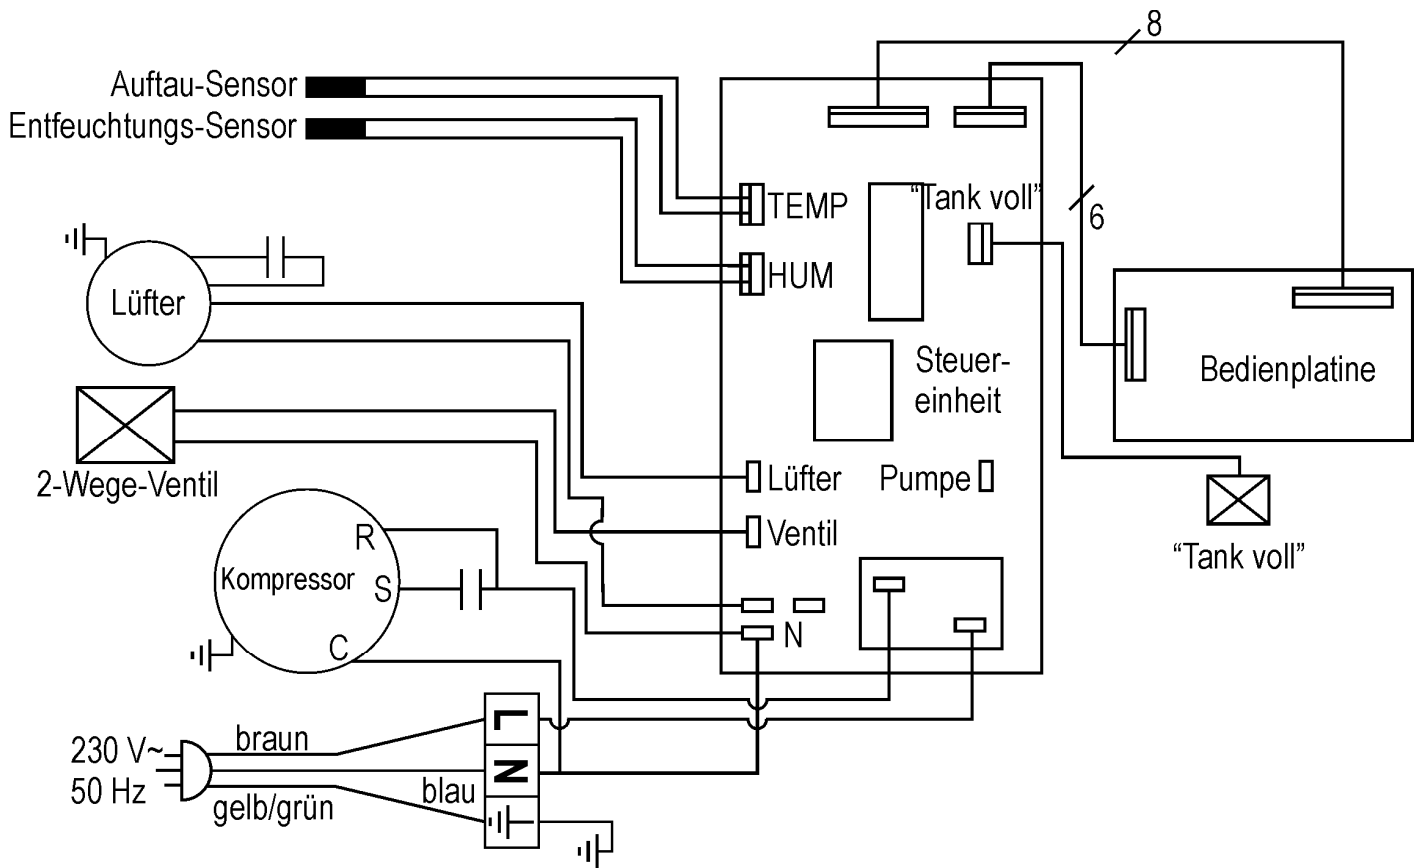 8
Auftau-Sensor
Entfeuchtungs-Sensor
TEMP
“Tank voll”
6
HUM
Lüfter
Steuer-
einheit
Bedienplatine
2-Wege-Ventil
Lüfter
Pumpe
Ventil
“Tank voll”
R
Kompressor
S
C
N
L
230 V~
braun
N
50 Hz
blau
gelb/grün